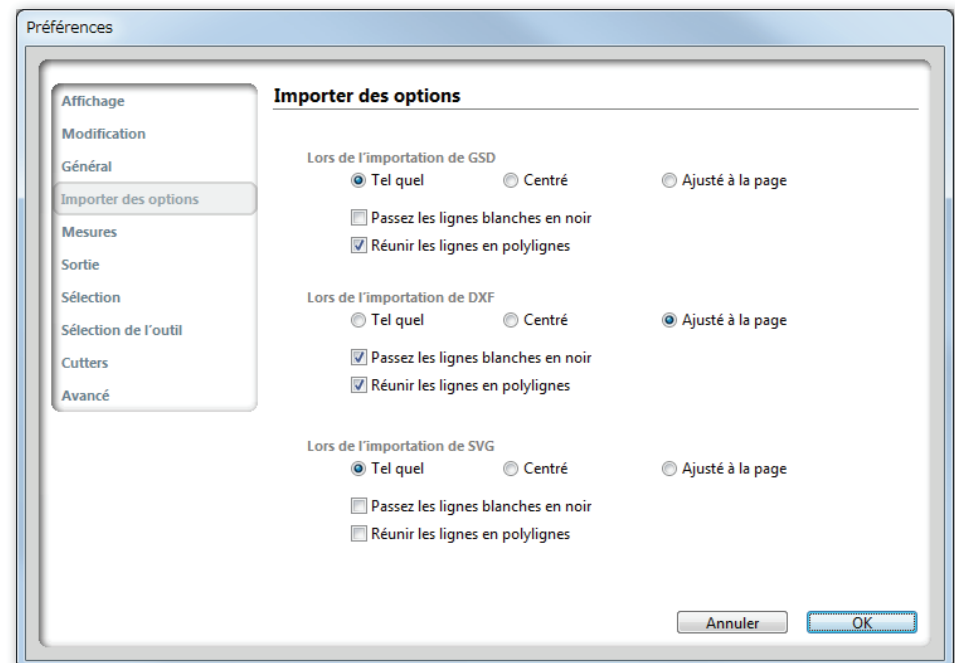 Préférences
Affichage
Modification
Général
Importer des options
Mesures
Sortie
Sélection
Sélection de l'outil
Cutters
Avancé
Importer des options
Lors de l'importation de GSD
Tel quel Centré Ajusté à la page
Passez les lignes blanches en noir
Réunir les lignes en polylignes
Lors de l'importation de DXF
Tel quel Centré Ajusté à la page
Passez les lignes blanches en noir
Réunir les lignes en polylignes
Lors de l'importation de SVG
Tel quel Centré Ajusté à la page
Passez les lignes blanches en noir
Réunir les lignes en polylignes
Annuler OK